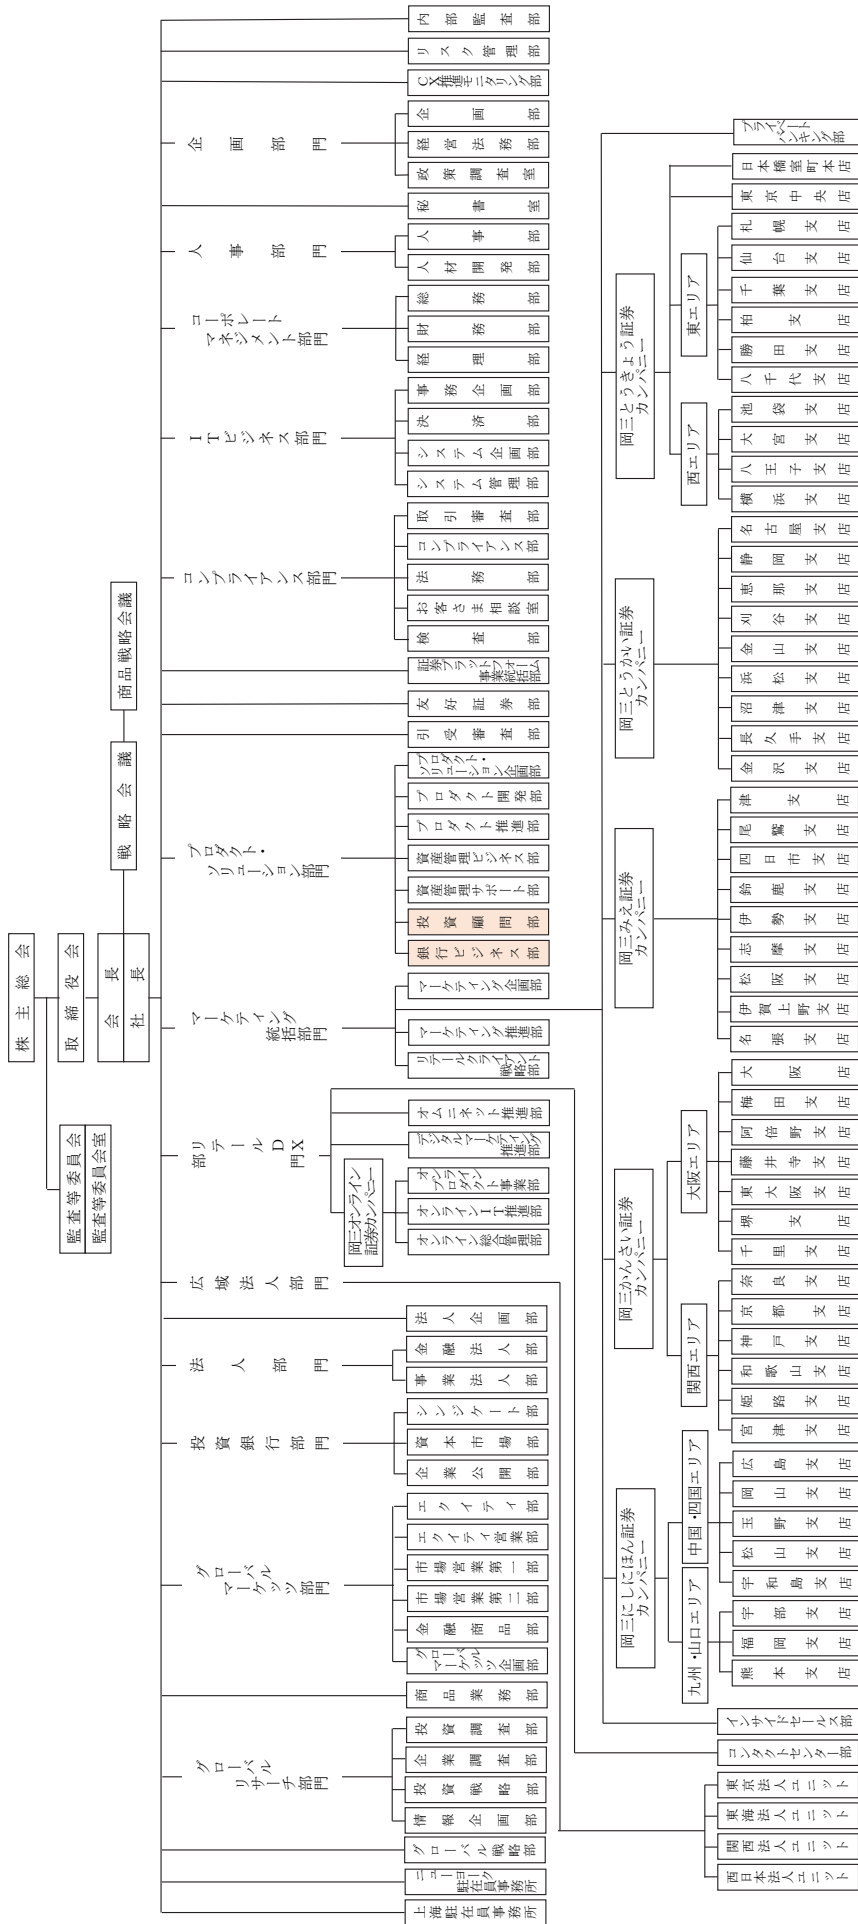 株主総会
取締役会
会長
社長
監査等委員会
監査等委員会室
戦略会議
商品戦略会議
内部監査部
リスク管理部
CX推進モニタリング部
企画部門
企画部
経営法務部
政策調査室
秘書室
人事部門
人事部
人材開発部
コーポレート
マネジメント部門
総務部
財務部
経理部
ITビジネス部門
事務企画部
決済部
システム企画部
システム管理部
コンプライアンス部門
取引審査部
コンプライアンス部
法務部
お客さま相談室
検査部
証券プラットフォーム
事業統括部
友好証券部
引受審査部
プロダクト・
ソリューション部門
プロダクト・
ソリューション企画部
プロダクト開発部
プロダクト推進部
資産管理ビジネス部
資産管理サポート部
投資顧問部
銀行ビジネス部
マーケティング
統括部門
マーケティング企画部
マーケティング推進部
リテールクライアント
戦略部
リテールDX
部門
オムニネット推進部
デジタルマーケティング
推進部
岡三オンライン
証券カンパニー
オンライン
プロダクト事業部
オンラインIT推進部
オンライン総合管理部
広域法人部門
法人企画部
法人部門
金融法人部
事業法人部
投資銀行部門
シンジケート部
資本市場部
企業公開部
グローバル
マーケッツ部門
エクイティ部
エクイティ営業部
市場営業第一部
市場営業第二部
金融商品部
グローバル
マーケッツ企画部
商品業務部
グローバル
リサーチ部門
投資調査部
企業調査部
投資戦略部
情報企画部
グローバル戦略部
ニューヨーク
駐在員事務所
上海駐在員事務所
プライベート
バンキング部
岡三とうきょう証券
カンパニー
日本橋室町本店
東京中央店
東エリア
札幌支店
仙台支店
千葉支店
柏支店
勝田支店
八千代支店
西エリア
池袋支店
大宮支店
八王子支店
横浜支店
岡三とうかい証券
カンパニー
名古屋支店
静岡支店
恵那支店
刈谷支店
金山支店
浜松支店
沼津支店
長久手支店
金沢支店
岡三みえ証券
カンパニー
津支店
尾鷲支店
四日市支店
鈴鹿支店
伊勢支店
志摩支店
松阪支店
伊賀上野支店
名張支店
岡三かんさい証券
カンパニー
大阪エリア
大阪店
梅田支店
阿倍野支店
藤井寺支店
東大阪支店
堺支店
千里支店
関西エリア
奈良支店
京都支店
神戸支店
和歌山支店
姫路支店
宮津支店
岡三にしにほん証券
カンパニー
中国・四国エリア
広島支店
岡山支店
玉野支店
松山支店
宇和島支店
九州・山口エリア
宇部支店
福岡支店
熊本支店
インサイドセールス部
コンタクトセンター部
東京法人ユニット
東海法人ユニット
関西法人ユニット
西日本法人ユニット